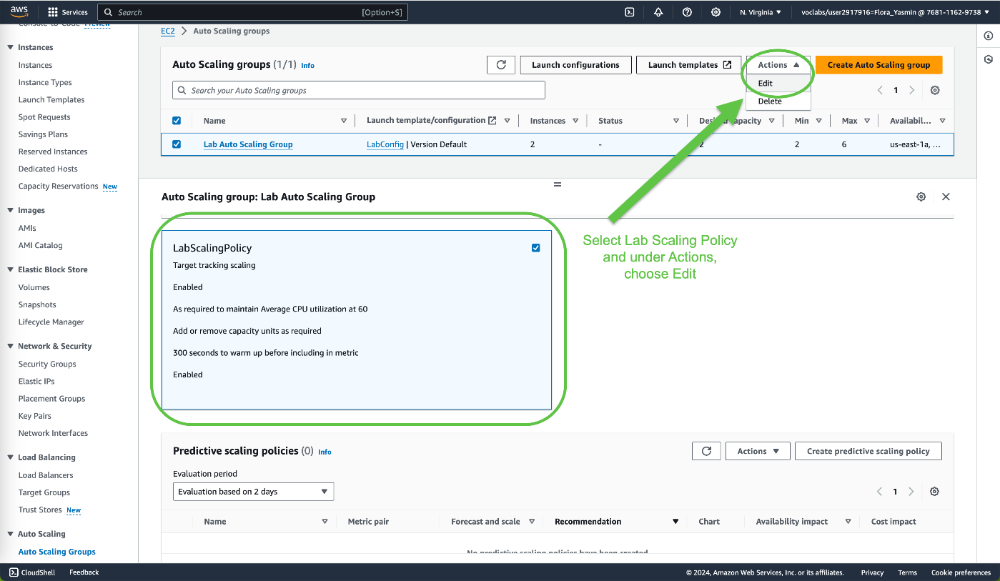 aws
Services
Search
[Option+S]
N. Virginia
voclabs/user2917916=Flora_Yasmin @ 7681-1162-9738
Console-to-Code Preview
Instances
Instances
Instance Types
Launch Templates
Spot Requests
Savings Plans
Reserved Instances
Dedicated Hosts
Capacity Reservations New
Images
AMIs
AMI Catalog
Elastic Block Store
Volumes
Snapshots
Lifecycle Manager
Network & Security
Security Groups
Elastic IPs
Placement Groups
Key Pairs
Network Interfaces
Load Balancing
Load Balancers
Target Groups
Trust Stores New
Auto Scaling
Auto Scaling Groups
EC2 > Auto Scaling groups
Auto Scaling groups (1/1) Info
Launch configurations
Launch templates
Actions
Create Auto Scaling group
Edit
Delete
Search your Auto Scaling groups
1
Name
Launch template/configuration
Instances
Status
Desired capacity
Min
Max
Availabil...
Lab Auto Scaling Group
LabConfig | Version Default
2
-
2
2
6
us-east-1a, ...
Auto Scaling group: Lab Auto Scaling Group
LabScalingPolicy
Target tracking scaling
Enabled
As required to maintain Average CPU utilization at 60
Add or remove capacity units as required
300 seconds to warm up before including in metric
Enabled
Select Lab Scaling Policy
and under Actions,
choose Edit
Predictive scaling policies (0) Info
Actions
Create predictive scaling policy
Evaluation period
Evaluation based on 2 days
1
Name
Metric pair
Forecast and scale
Recommendation
Chart
Availability impact
Cost impact
No predictive scaling policies have been created
CloudShell
Feedback
© 2024, Amazon Web Services, Inc. or its affiliates.
Privacy
Terms
Cookie preferences